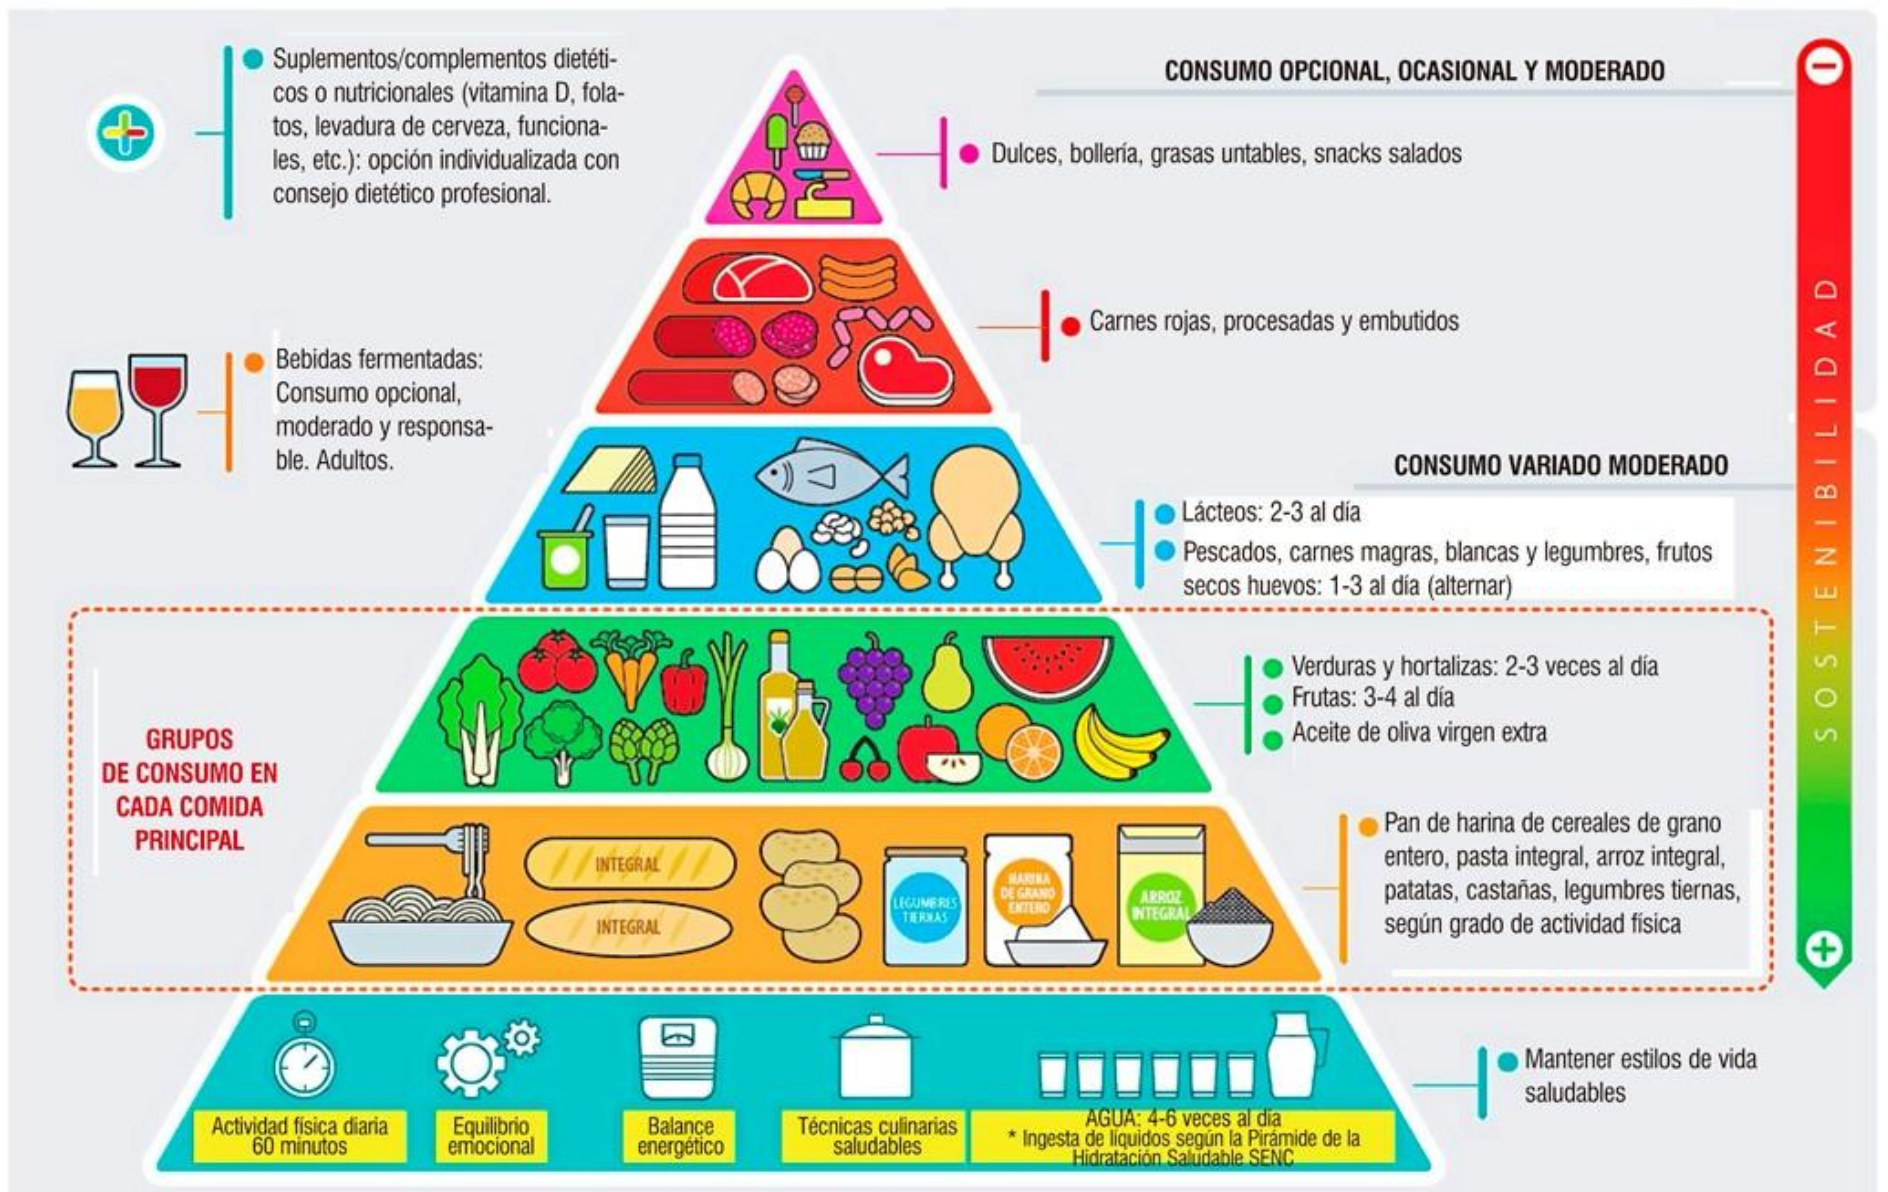 Suplementos/complementos dietéti-
cos o nutricionales (vitamina D, fola-
tos, levadura de cerveza, funciona-
les, etc.): opción individualizada con
consejo dietético profesional.
CONSUMO OPCIONAL, OCASIONAL Y MODERADO
Dulces, bollería, grasas untables, snacks salados
Carnes rojas, procesadas y embutidos
Bebidas fermentadas:
Consumo opcional,
moderado y responsa-
ble. Adultos.
CONSUMO VARIADO MODERADO
Lácteos: 2-3 al día
Pescados, carnes magras, blancas y legumbres, frutos
secos huevos: 1-3 al día (alternar)
SOSTENIBILIDAD
GRUPOS
DE CONSUMO EN
CADA COMIDA
PRINCIPAL
Verduras y hortalizas: 2-3 veces al día
Frutas: 3-4 al día
Aceite de oliva virgen extra
INTEGRAL
INTEGRAL
LEGUMBRES
TIERNAS
HARINA
DE GRANO
ENTERO
ARROZ
INTEGRAL
Pan de harina de cereales de grano
entero, pasta integral, arroz integral,
patatas, castañas, legumbres tiernas,
según grado de actividad física
Actividad física diaria
60 minutos
Equilibrio
emocional
Balance
energético
Técnicas culinarias
saludables
AGUA: 4-6 veces al día
* Ingesta de líquidos según la Pirámide de la
Hidratación Saludable SENC
Mantener estilos de vida
saludables